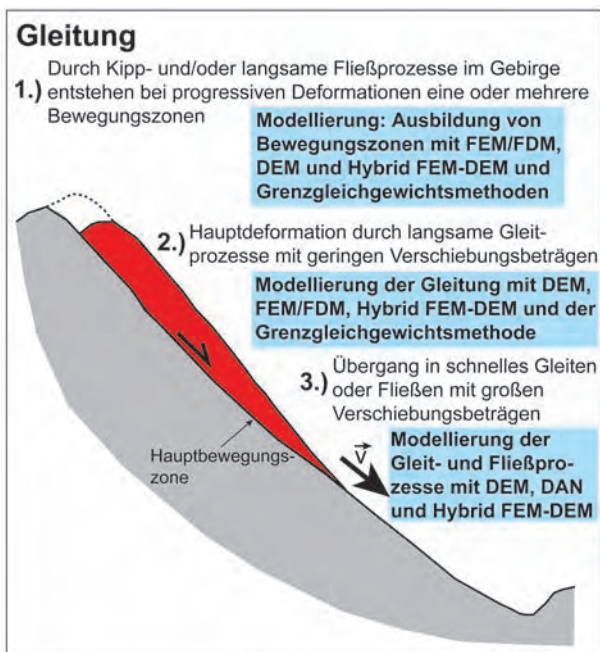 Gleitung
1.) Durch Kipp- und/oder langsame Fließprozesse im Gebirge
entstehen bei progressiven Deformationen eine oder mehrere
Bewegungszonen
Modellierung: Ausbildung von
Bewegungszonen mit FEM/FDM,
DEM und Hybrid FEM-DEM und
Grenzgleichgewichtsmethoden
2.) Hauptdeformation durch langsame Gleit-
prozesse mit geringen Verschiebungsbeträgen
Modellierung der Gleitung mit DEM,
FEM/FDM, Hybrid FEM-DEM und der
Grenzgleichgewichtsmethode
3.) Übergang in schnelles Gleiten
oder Fließen mit großen
Verschiebungsbeträgen
Hauptbewegungs-
zone
v
Modellierung der
Gleit- und Fließpro-
zesse mit DEM, DAN
und Hybrid FEM-DEM